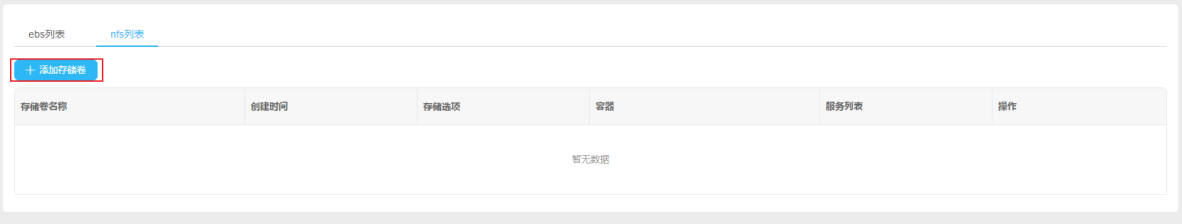 ebs列表 nfs列表
+ 添加存储卷
存储卷名称 创建时间 存储选项 容器 服务列表 操作
暂无数据